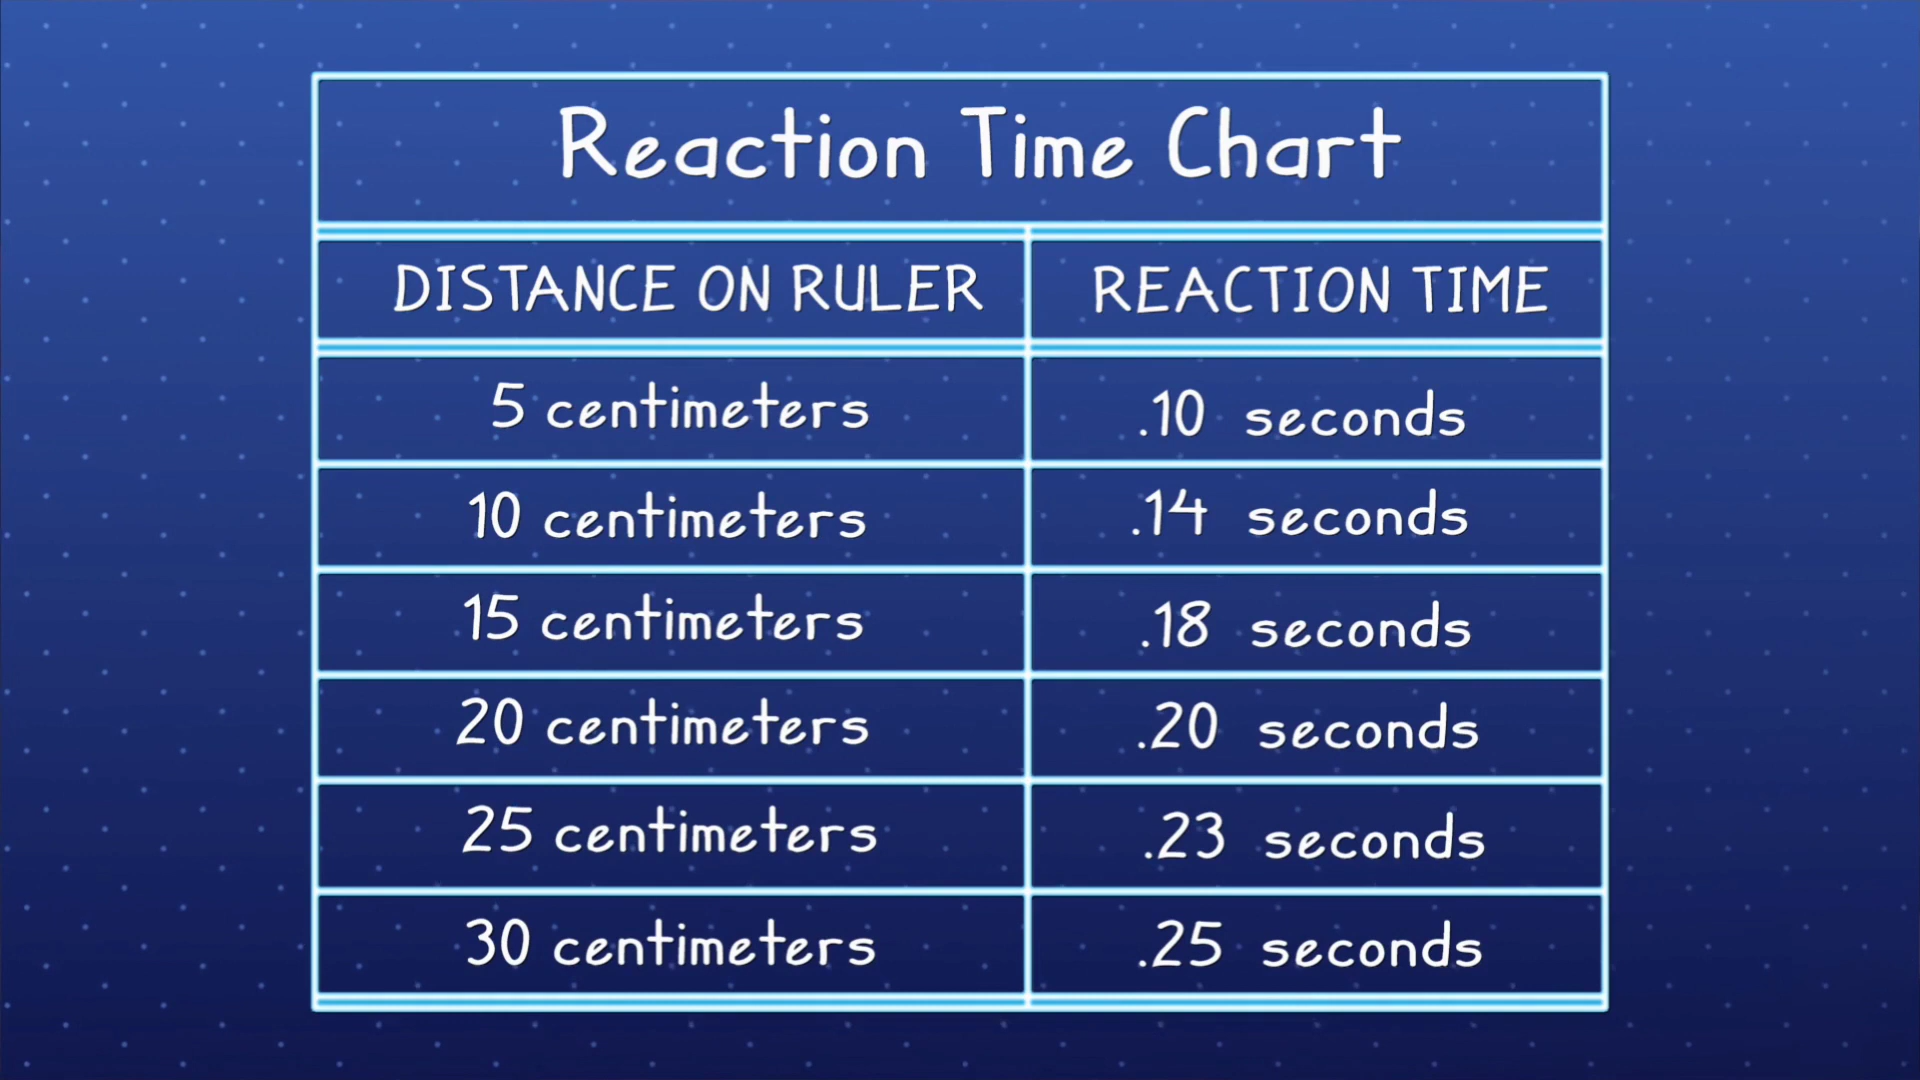 Reaction Time Chart
DISTANCE ON RULER REACTION TIME
5 centimeters .10 seconds
10 centimeters .14 seconds
15 centimeters .18 seconds
20 centimeters .20 seconds
25 centimeters .23 seconds
30 centimeters .25 seconds